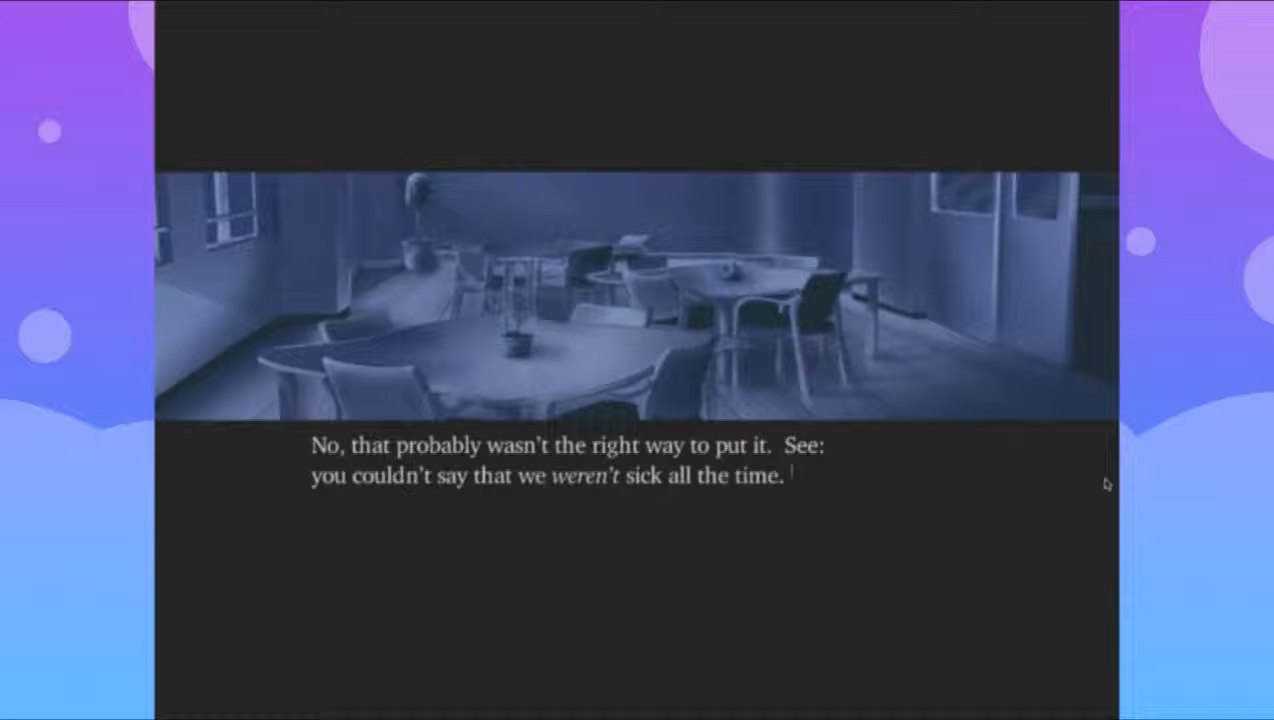 No, that probably wasn't the right way to put it.  See:
you couldn't say that we weren't sick all the time.